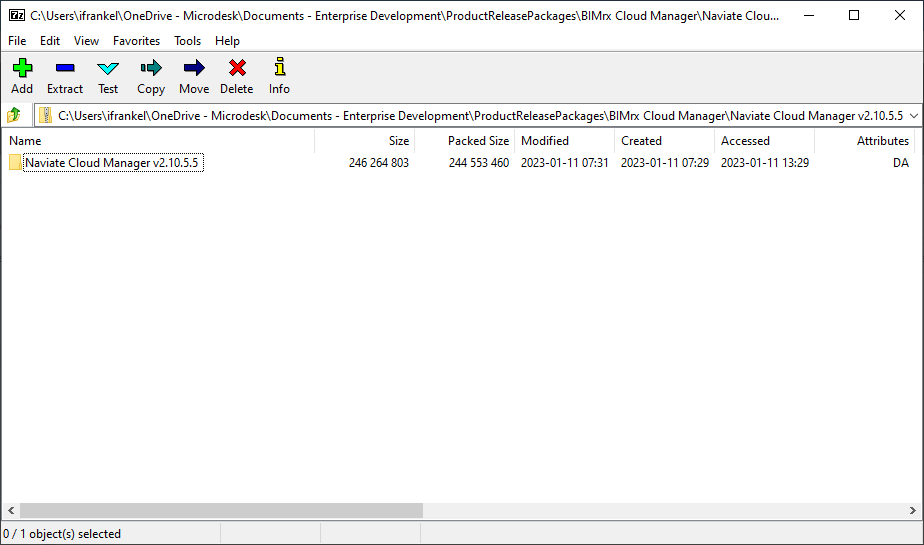 7z C:\Users\ifrankel\OneDrive - Microdesk\Documents - Enterprise Development\ProductReleasePackages\BIMrx Cloud Manager\Naviate Clou...
File Edit View Favorites Tools Help
Add Extract Test Copy Move Delete Info
C:\Users\ifrankel\OneDrive - Microdesk\Documents - Enterprise Development\ProductReleasePackages\BIMrx Cloud Manager\Naviate Cloud Manager v2.10.5.5
Name Size Packed Size Modified Created Accessed Attributes
Naviate Cloud Manager v2.10.5.5 246 264 803 244 553 460 2023-01-11 07:31 2023-01-11 07:29 2023-01-11 13:29 DA
0 / 1 object(s) selected